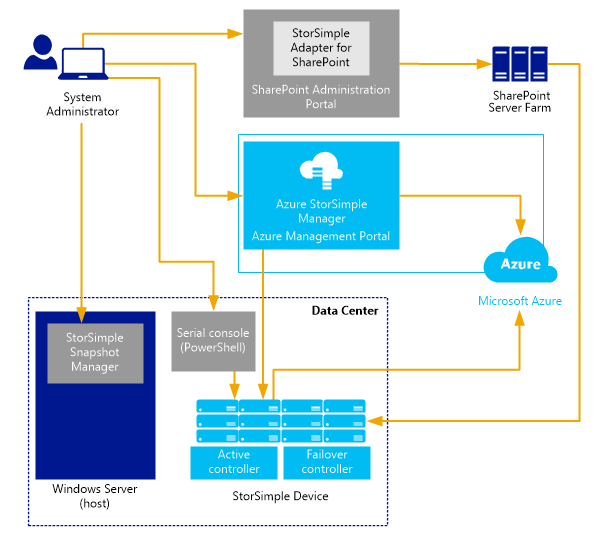 StorSimple
Adapter for
SharePoint
SharePoint Administration
Portal
System
Administrator
SharePoint
Server Farm
Azure StorSimple
Manager
Azure Management Portal
Azure
Microsoft Azure
Data Center
StorSimple
Snapshot
Manager
Serial console
(PowerShell)
Active
controller
Failover
controller
Windows Server
(host)
StorSimple Device